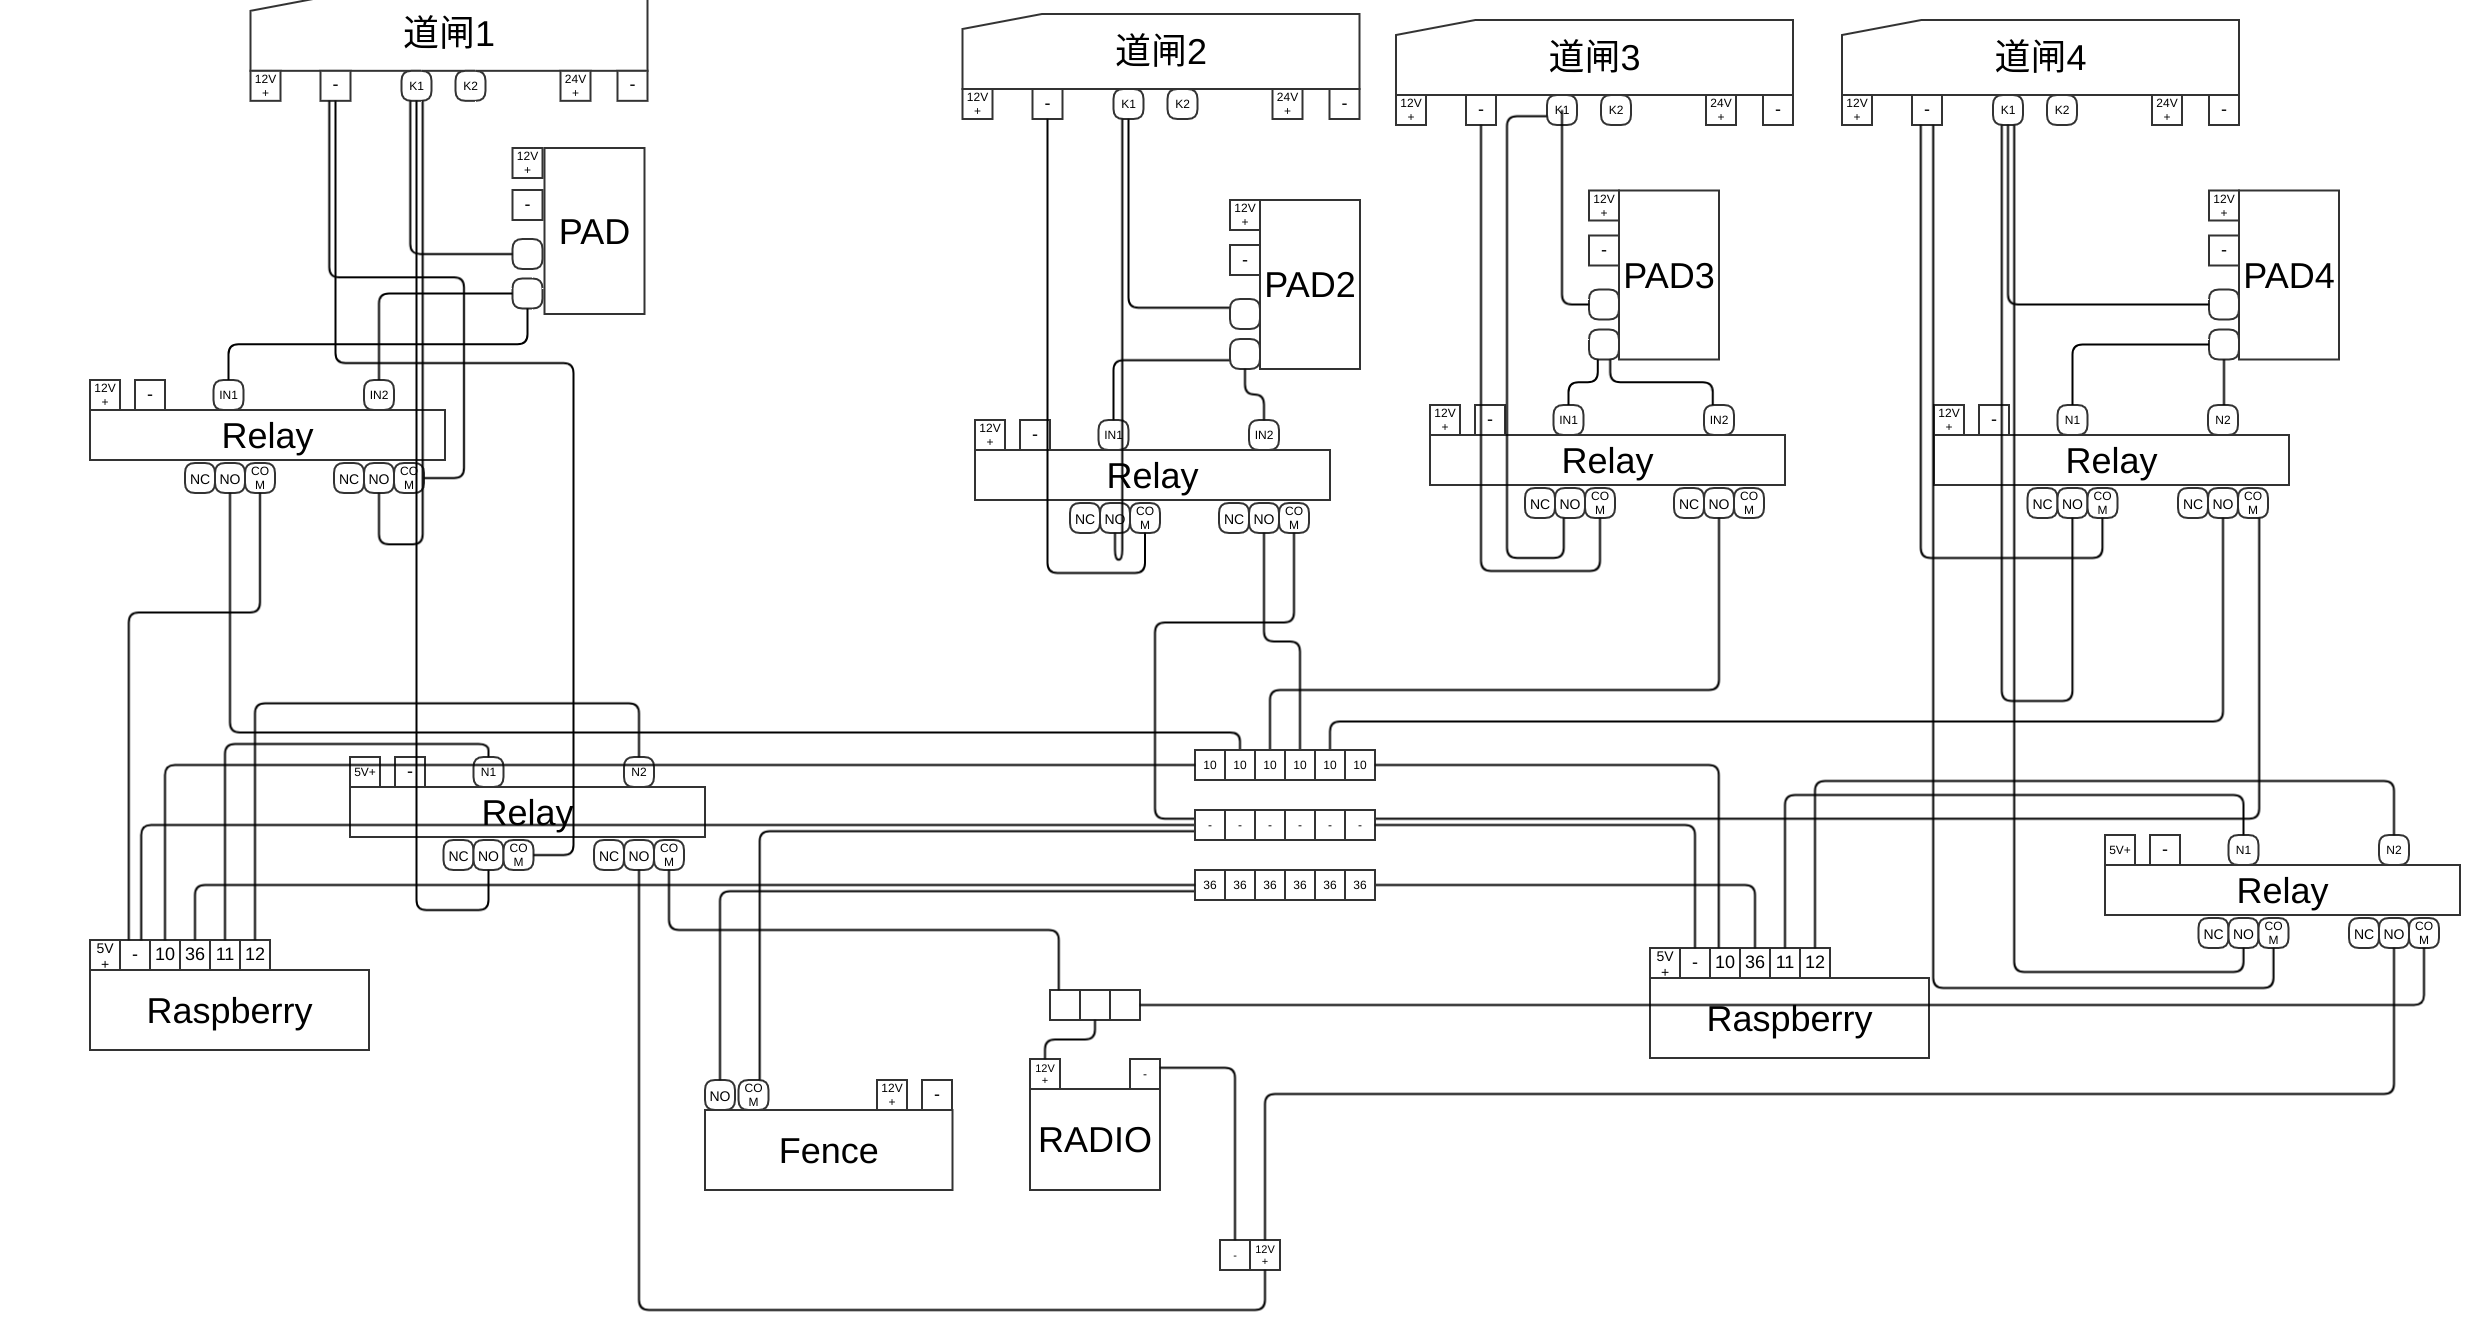 道闸1
道闸2
道闸3
道闸4
12V
+
-
K1
K2
24V
+
-
12V
+
-
K1
K2
24V
+
-
12V
+
-
K1
K2
24V
+
-
12V
+
-
K1
K2
24V
+
-
12V
+
-
PAD
12V
+
-
PAD2
12V
+
-
PAD3
12V
+
-
PAD4
12V
+
-
IN1
IN2
Relay
NC
NO
CO
M
NC
NO
CO
M
12V
+
-
IN1
IN2
Relay
NC
NO
CO
M
NC
NO
CO
M
12V
+
-
IN1
IN2
Relay
NC
NO
CO
M
NC
NO
CO
M
12V
+
-
N1
N2
Relay
NC
NO
CO
M
NC
NO
CO
M
5V+
-
N1
N2
Relay
NC
NO
CO
M
NC
NO
CO
M
10 10 10 10 10 10
- - - - - -
36 36 36 36 36 36
5V+
-
N1
N2
Relay
NC
NO
CO
M
NC
NO
CO
M
5V
+
- 10 36 11 12
Raspberry
5V
+
- 10 36 11 12
Raspberry
NO
CO
M
12V
+
-
Fence
12V
+
-
RADIO
-
12V
+